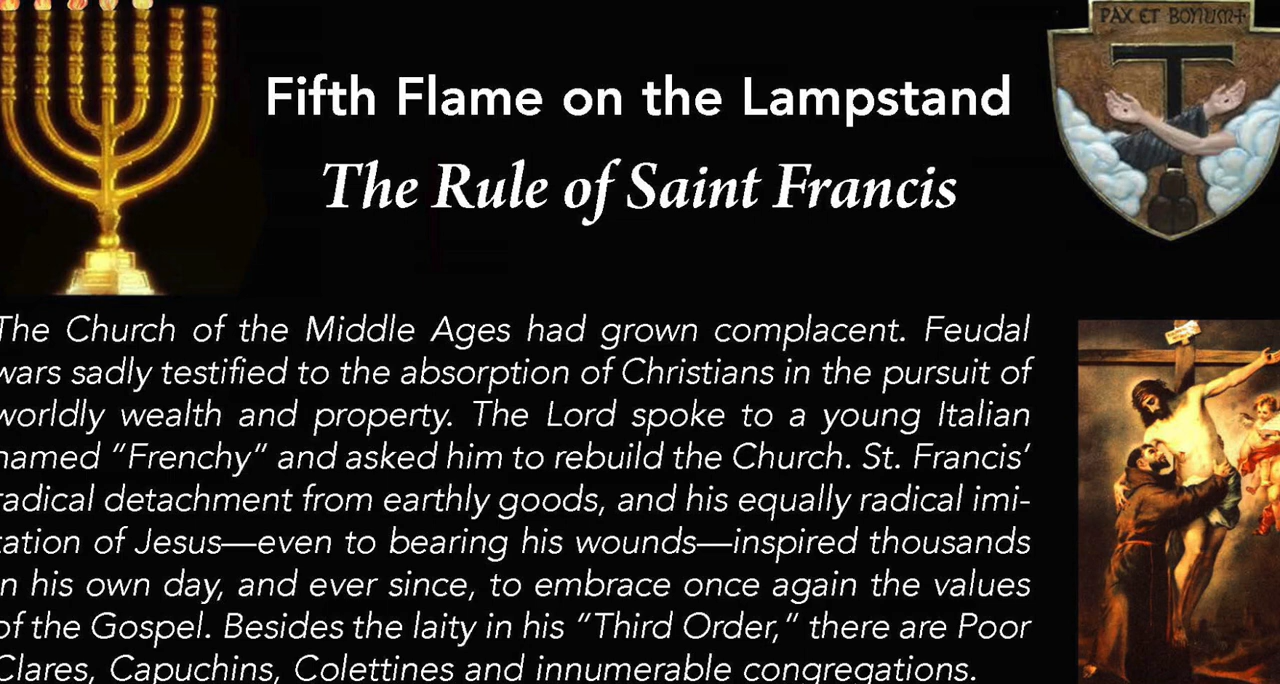 PAX ET BONUM+
Fifth Flame on the Lampstand
The Rule of Saint Francis
The Church of the Middle Ages had grown complacent. Feudal
wars sadly testified to the absorption of Christians in the pursuit of
worldly wealth and property. The Lord spoke to a young Italian
named “Frenchy” and asked him to rebuild the Church. St. Francis’
radical detachment from earthly goods, and his equally radical imi-
tation of Jesus—even to bearing his wounds—inspired thousands
in his own day, and ever since, to embrace once again the values
of the Gospel. Besides the laity in his “Third Order,” there are Poor
Clares, Capuchins, Colettines and innumerable congregations.